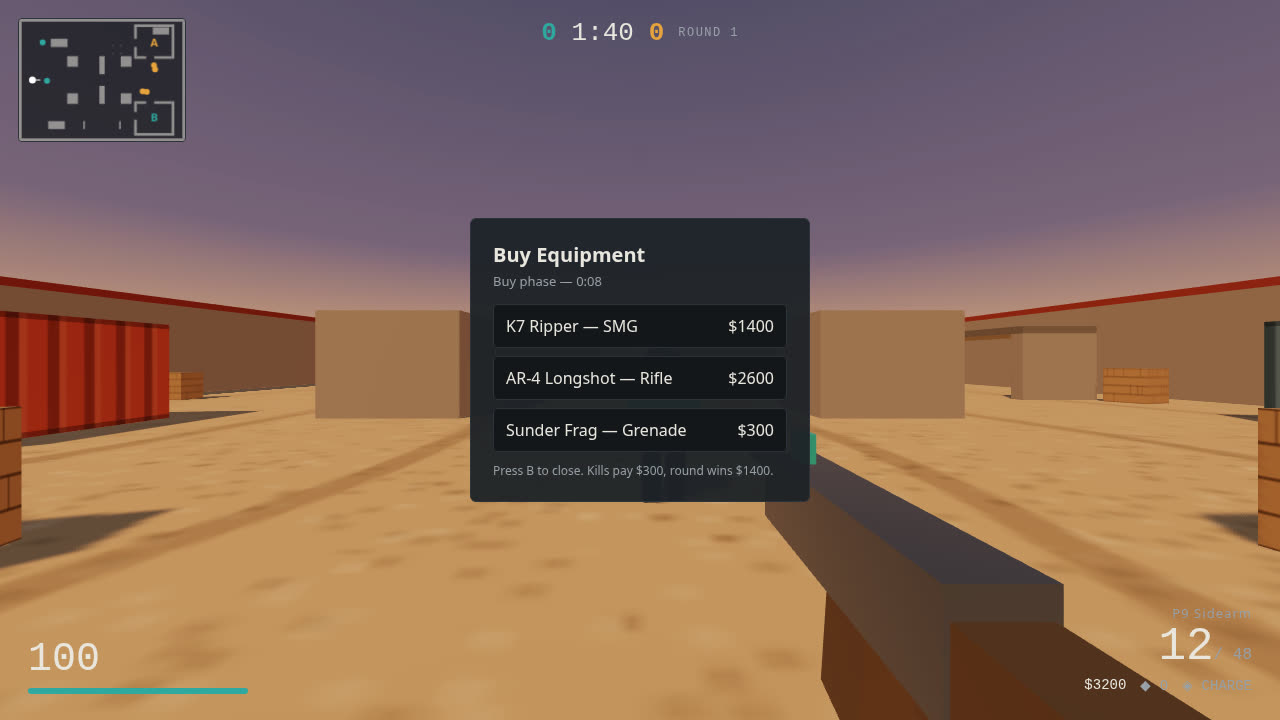 0 1:40 0 ROUND 1
A
B
Buy Equipment
Buy phase — 0:08
K7 Ripper — SMG $1400
AR-4 Longshot — Rifle $2600
Sunder Frag — Grenade $300
Press B to close. Kills pay $300, round wins $1400.
100
P9 Sidearm
12 / 48
$3200 ◆ ◆ CHARGE